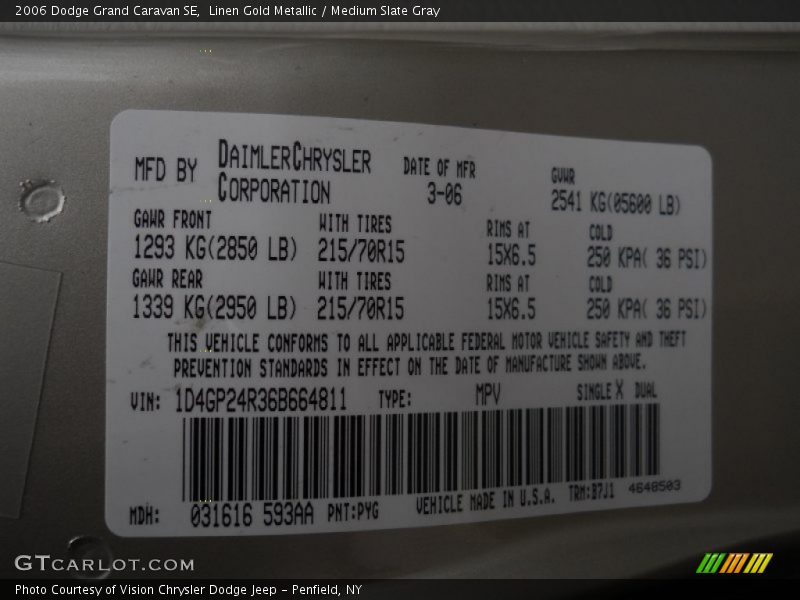 2006 Dodge Grand Caravan SE,  Linen Gold Metallic / Medium Slate Gray
MFD BY DAIMLERCHRYSLER CORPORATION DATE OF MFR 3-06 GVWR 2541 KG(05600 LB)
GAWR FRONT WITH TIRES RIMS AT COLD
1293 KG(2850 LB) 215/70R15 15X6.5 250 KPA( 36 PSI)
GAWR REAR WITH TIRES RIMS AT COLD
1339 KG(2950 LB) 215/70R15 15X6.5 250 KPA( 36 PSI)
THIS VEHICLE CONFORMS TO ALL APPLICABLE FEDERAL MOTOR VEHICLE SAFETY AND THEFT
PREVENTION STANDARDS IN EFFECT ON THE DATE OF MANUFACTURE SHOWN ABOVE.
VIN: 1D4GP24R36B664811 TYPE: MPV SINGLE X DUAL
MDH: 031616 593AA PNT:PYG VEHICLE MADE IN U.S.A. TRM:B7J1 4648503
GTCARLOT.COM
Photo Courtesy of Vision Chrysler Dodge Jeep – Penfield, NY